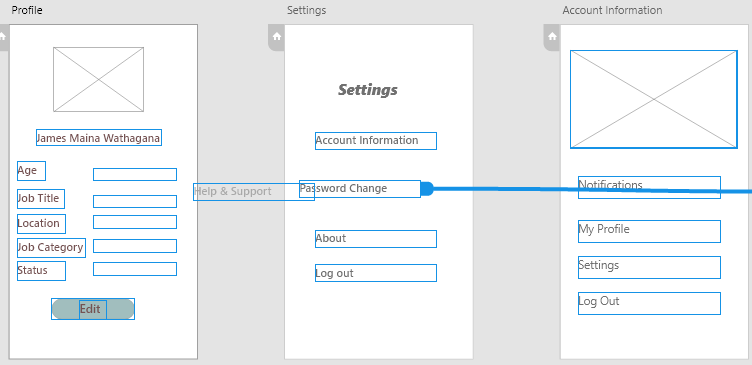 Profile
James Maina Wathagana
Age
Job Title
Location
Job Category
Status
Edit
Help & Support
Settings
Settings
Account Information
Password Change
About
Log out
Account Information
Notifications
My Profile
Settings
Log Out